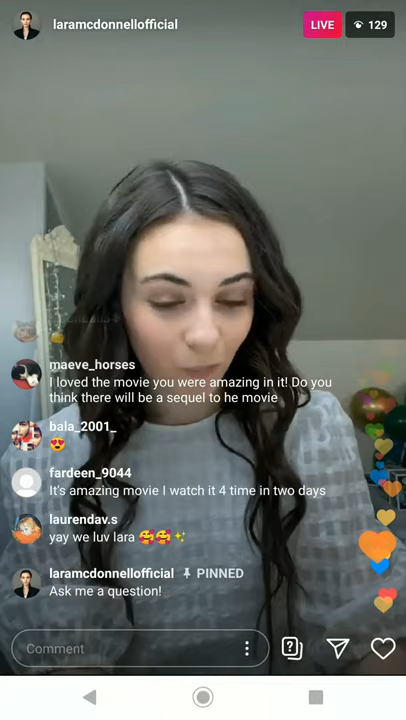 laramcdonnellofficial
LIVE
129
maeve_horses
I loved the movie you were amazing in it! Do you
think there will be a sequel to he movie
bala_2001_
😍
fardeen_9044
It's amazing movie I watch it 4 time in two days
laurendav.s
yay we luv lara 🥰🥰✨
laramcdonnellofficial PINNED
Ask me a question!
Comment